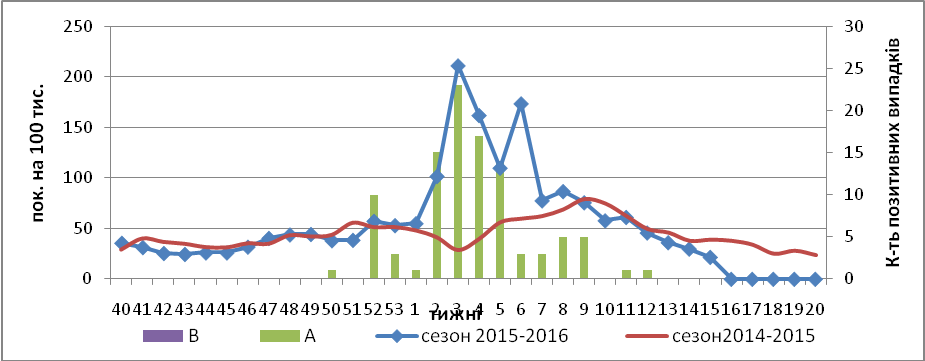 250
200
150
100
50
0
пок. на 100 тис.
30
25
20
15
10
5
0
К-ть позитивних випадків
40 41 42 43 44 45 46 47 48 49 50 51 52 53 1 2 3 4 5 6 7 8 9 10 11 12 13 14 15 16 17 18 19 20
тижні
В А сезон 2015-2016 сезон2014-2015